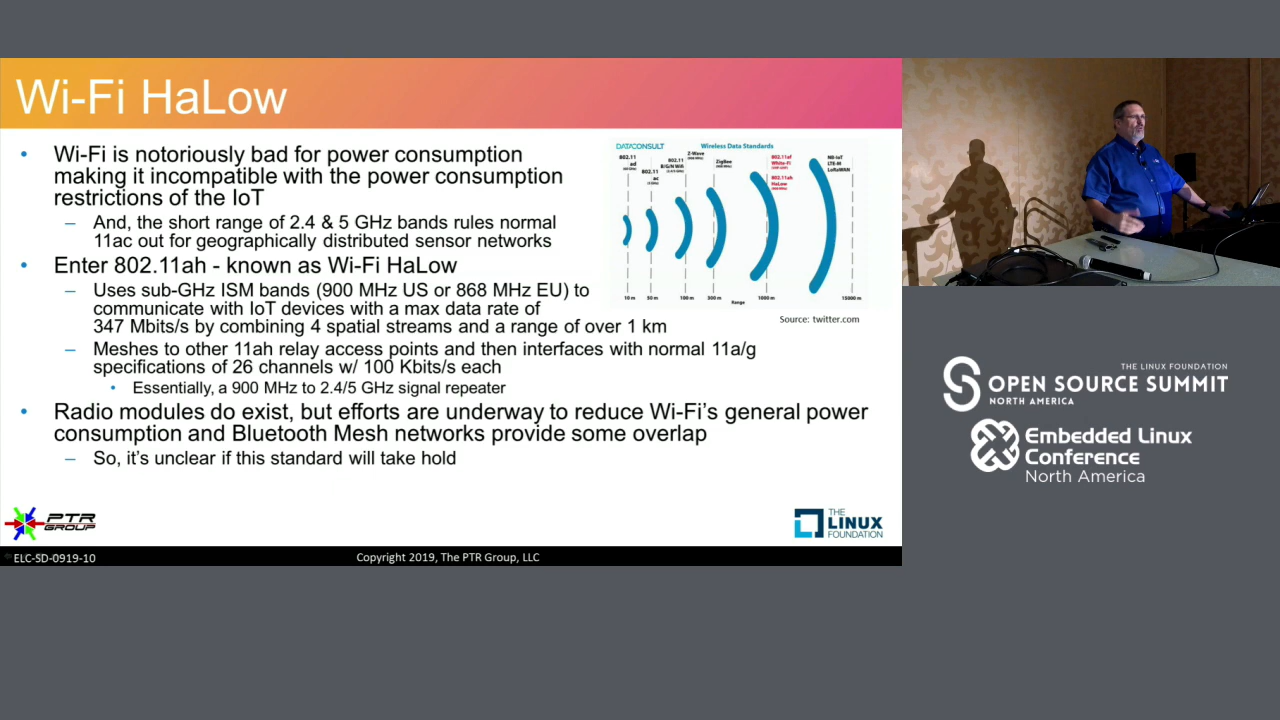 Wi-Fi HaLow
• Wi-Fi is notoriously bad for power consumption
making it incompatible with the power consumption
restrictions of the IoT
– And, the short range of 2.4 & 5 GHz bands rules normal
11ac out for geographically distributed sensor networks
• Enter 802.11ah - known as Wi-Fi HaLow
– Uses sub-GHz ISM bands (900 MHz US or 868 MHz EU) to
communicate with IoT devices with a max data rate of
347 Mbits/s by combining 4 spatial streams and a range of over 1 km
– Meshes to other 11ah relay access points and then interfaces with normal 11a/g
specifications of 26 channels w/ 100 Kbits/s each
• Essentially, a 900 MHz to 2.4/5 GHz signal repeater
• Radio modules do exist, but efforts are underway to reduce Wi-Fi's general power
consumption and Bluetooth Mesh networks provide some overlap
– So, it's unclear if this standard will take hold
DATACONSULT
Wireless Data Standards
802.11
ad
802.11
ac
802.11
B/G/N Wifi
Z-Wave
ZigBee
802.11af
White-Fi
802.11ah
HaLow
NB-IoT
LTE-M
LoRaWAN
10 m
50 m
100 m
300 m
1000 m
15000 m
Range
Source: twitter.com
PTR
GROUP
THE
LINUX
FOUNDATION
ELC-SD-0919-10
Copyright 2019, The PTR Group, LLC
THE LINUX FOUNDATION
OPEN SOURCE SUMMIT
NORTH AMERICA
Embedded Linux
Conference
North America